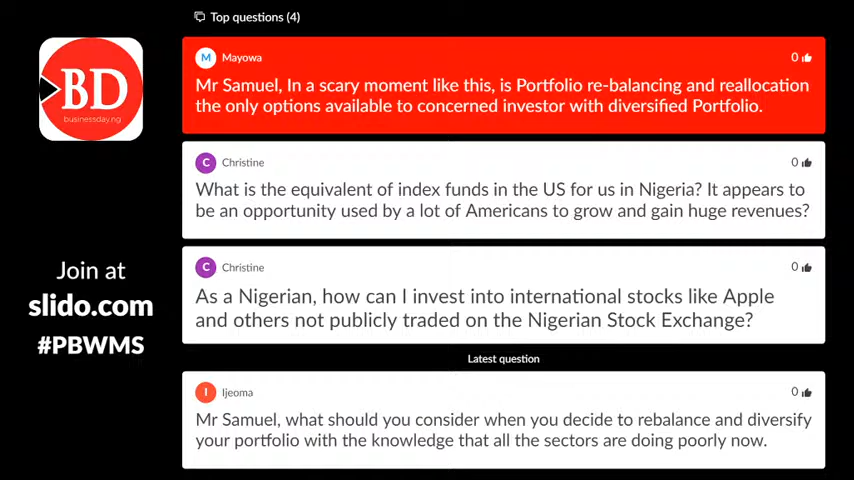 Top questions (4)
BD
businessday.ng
M Mayowa 0
Mr Samuel, In a scary moment like this, is Portfolio re-balancing and reallocation
the only options available to concerned investor with diversified Portfolio.
C Christine 0
What is the equivalent of index funds in the US for us in Nigeria? It appears to
be an opportunity used by a lot of Americans to grow and gain huge revenues?
C Christine 0
As a Nigerian, how can I invest into international stocks like Apple
and others not publicly traded on the Nigerian Stock Exchange?
Join at
slido.com
#PBWMS
Latest question
I Ijeoma 0
Mr Samuel, what should you consider when you decide to rebalance and diversify
your portfolio with the knowledge that all the sectors are doing poorly now.